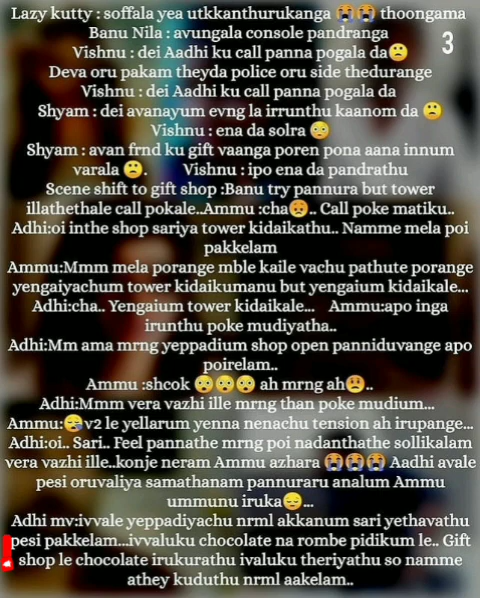 Lazy kutty : soffala yea utkkanthurukanga 😭😭 thoongama
Banu Nila : avungala console pandranga
3
Vishnu : dei Aadhi ku call panna pogala da🙁
Deva oru pakam theyda police oru side thedurange
Vishnu : dei Aadhi ku call panna pogala da
Shyam : dei avanayum evng la irrunthu kaanom da 🙁
Vishnu : ena da solra 😳
Shyam : avan frnd ku gift vaanga poren pona aana innum
varala 🙁. Vishnu : ipo ena da pandrathu
Scene shift to gift shop :Banu try pannura but tower
illathethale call pokale..Ammu :cha😣.. Call poke matiku..
Adhi:oi inthe shop sariya tower kidaikathu.. Namme mela poi
pakkelam
Ammu:Mmm mela porange mble kaile vachu pathute porange
yengaiyachum tower kidaikumanu but yengaium kidaikale...
Adhi:cha.. Yengaium tower kidaikale... Ammu:apo inga
irunthu poke mudiyatha..
Adhi:Mm ama mrng yeppadium shop open panniduvange apo
poirelam..
Ammu :shcok 😳😳😳 ah mrng ah😡..
Adhi:Mmm vera vazhi ille mrng than poke mudium...
Ammu:😪v2 le yellarum yenna nenachu tension ah irupange...
Adhi:oi.. Sari.. Feel pannathe mrng poi nadanthathe sollikalam
vera vazhi ille..konje neram Ammu azhara 😭😭😭 Aadhi avale
pesi oruvaliya samathanam pannuraru analum Ammu
ummunu iruka😔...
Adhi mv:ivvale yeppadiyachu nrml akkanum sari yethavathu
pesi pakkelam...ivvaluku chocolate na rombe pidikum le.. Gift
shop le chocolate irukurathu ivaluku theriyathu so namme
athey kuduthu nrml aakelam..